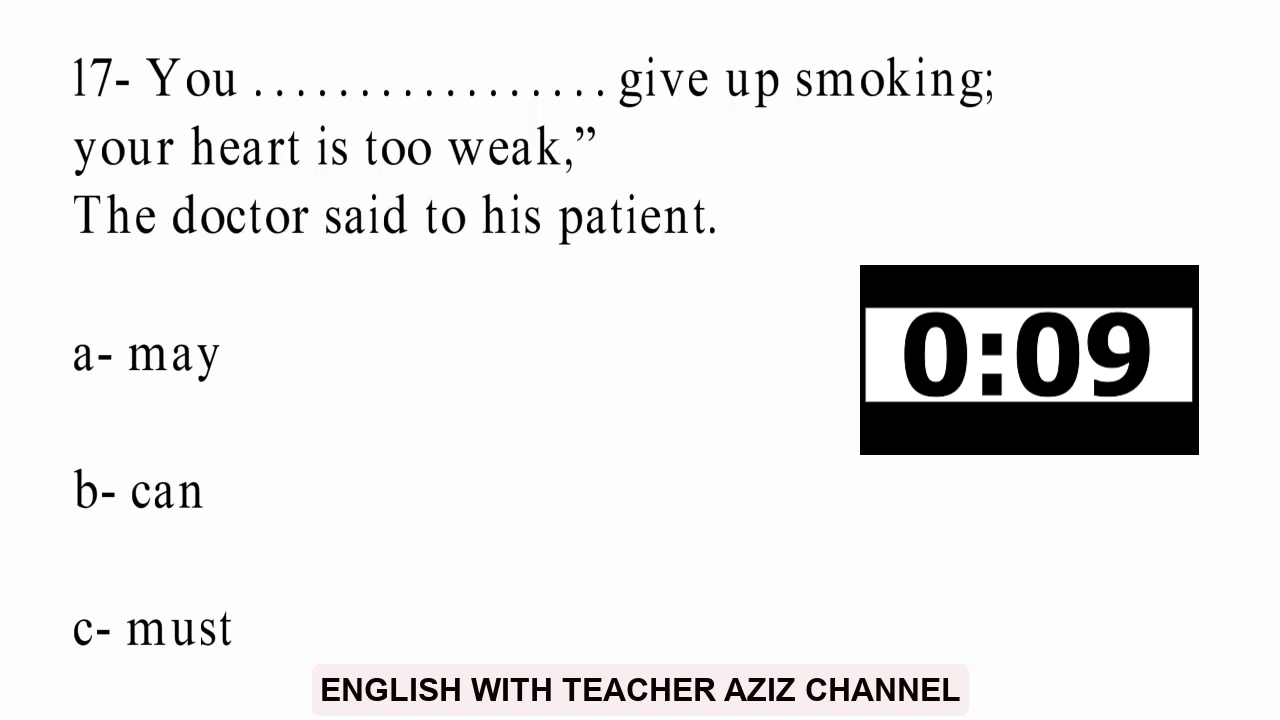 17- You ................. give up smoking;
your heart is too weak,”
The doctor said to his patient.
0:09
a- may
b- can
c- must
ENGLISH WITH TEACHER AZIZ CHANNEL